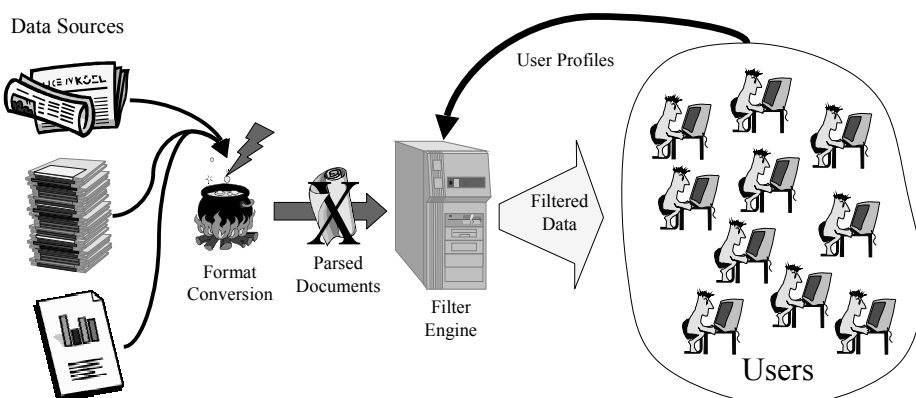 Data Sources
User Profiles
Format
Conversion
X
Parsed
Documents
Filter
Engine
Filtered
Data
Users